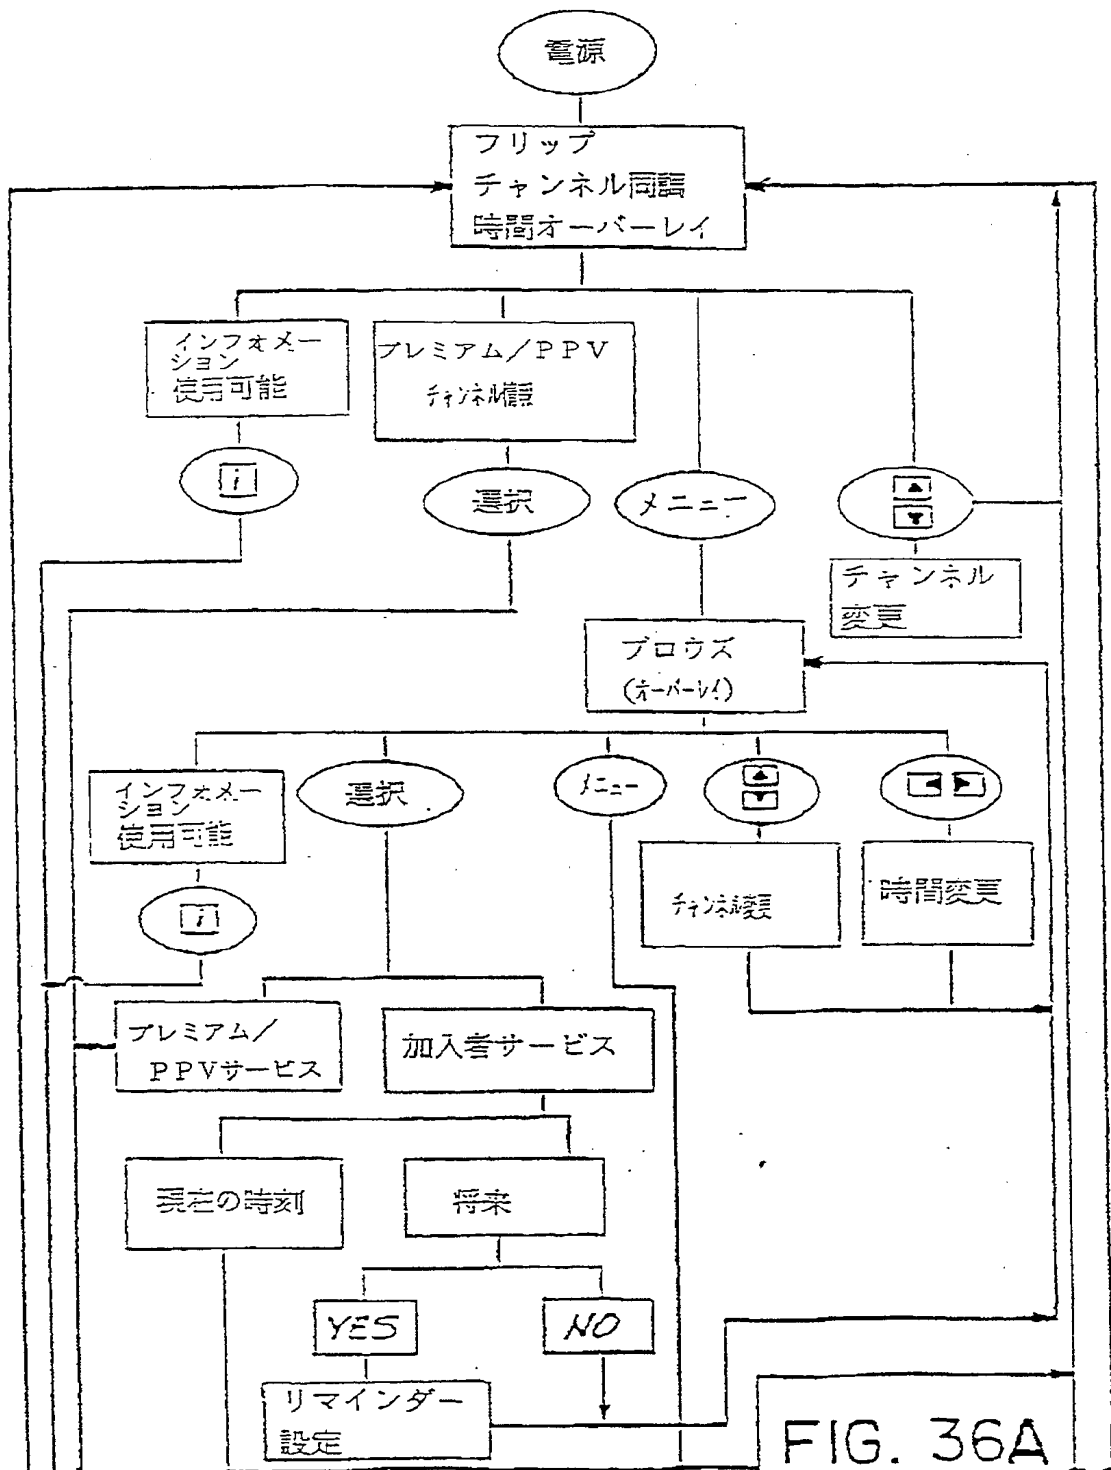 電源
フリップ
チャンネル同調
時間オーバーレイ
インフォメー
ション
使用可能
プレミアム/PPV
チャンネル信号
i
選択
メニュー
チャンネル
変更
ブロウズ
(オーバーレイ)
インフォメー
ション
使用可能
選択
メニュー
i
チャンネル変更
時間変更
プレミアム/
PPVサービス
加入者サービス
現在の時刻
将来
YES
NO
リマインダー
設定
FIG. 36A